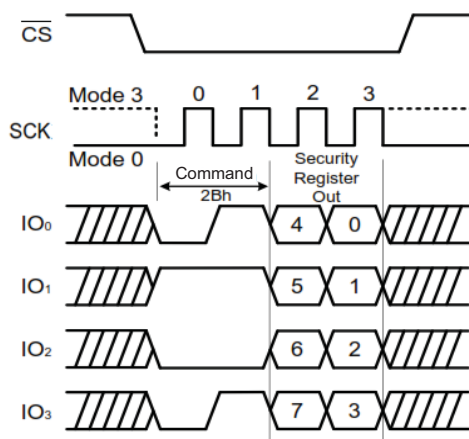 CS
Mode 3 0 1 2 3
SCK
Mode 0
Command
2Bh
Security
Register
Out
IO₀ 4 0
IO₁ 5 1
IO₂ 6 2
IO₃ 7 3